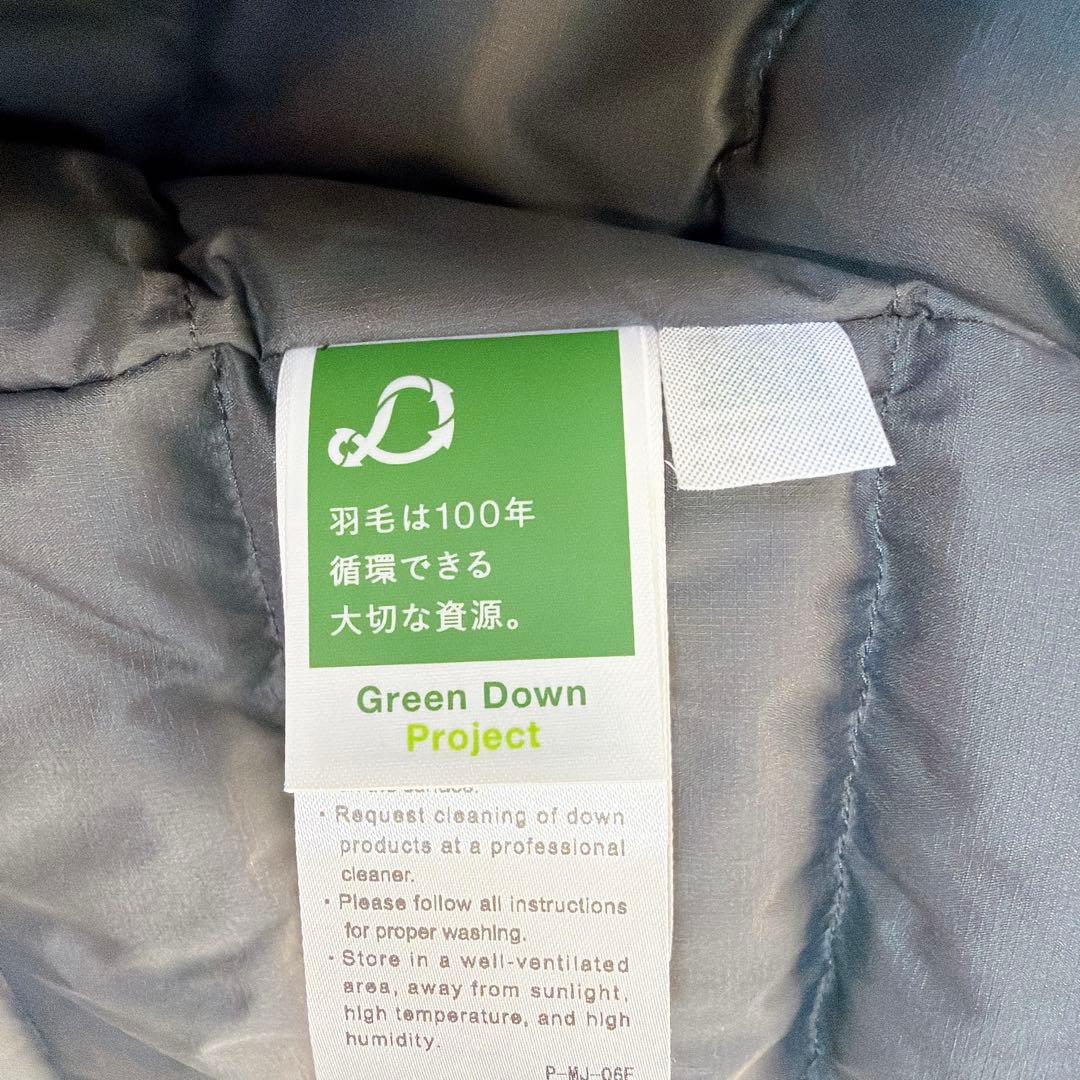 羽毛は100年
循環できる
大切な資源。
Green Down
Project
・Request cleaning of down
products at a professional
cleaner.
・Please follow all instructions
for proper washing.
・Store in a well-ventilated
area, away from sunlight,
high temperature, and high
humidity.
P-MJ-06F